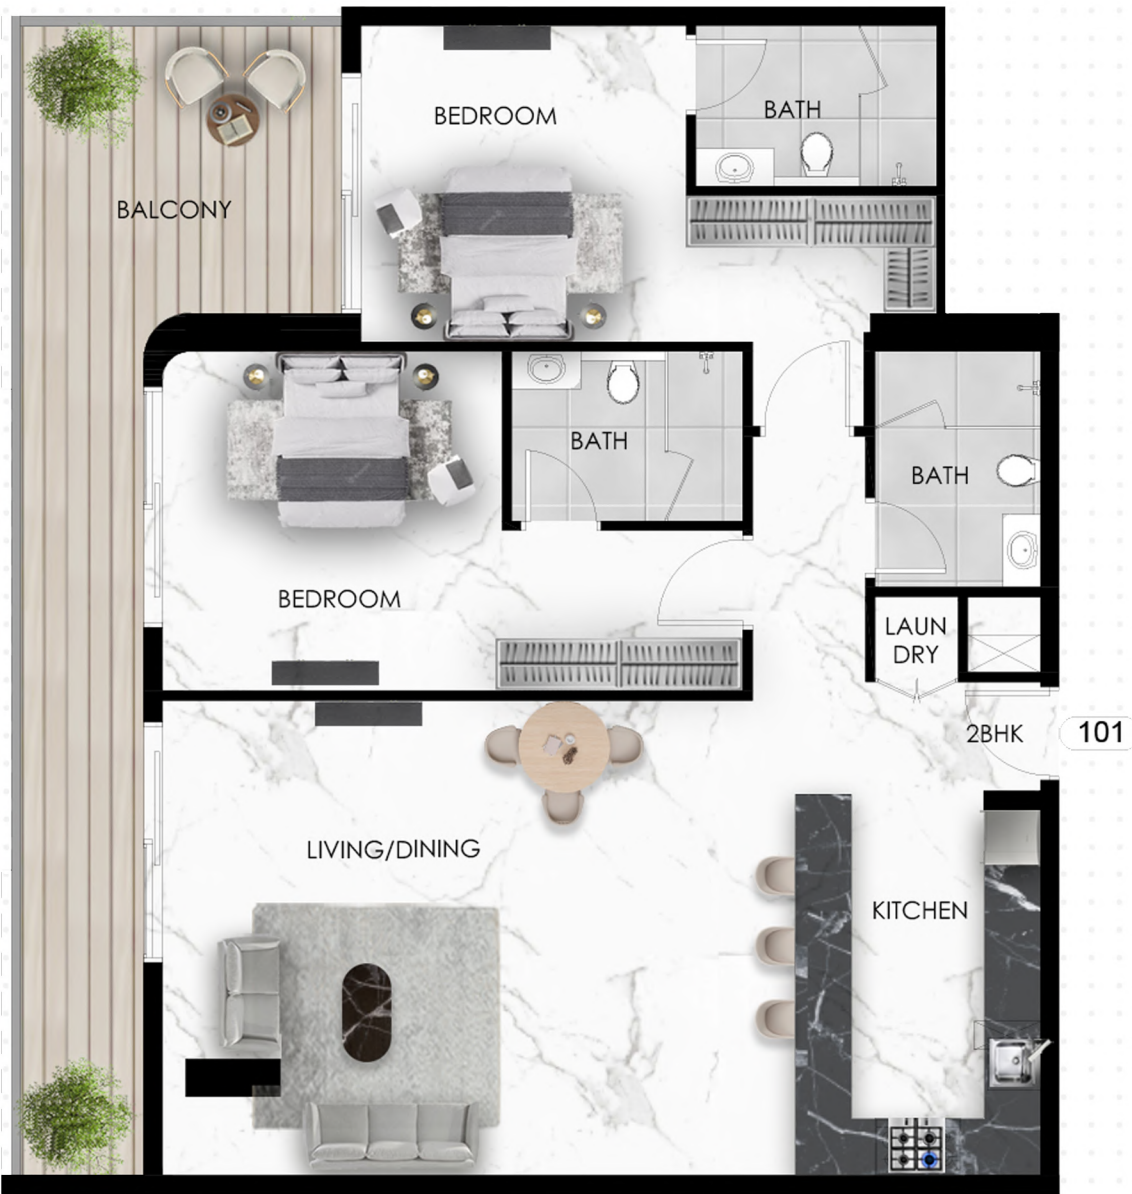 BEDROOM
BATH
BALCONY
BATH
BATH
BEDROOM
LAUN
DRY
2BHK
101
LIVING/DINING
KITCHEN